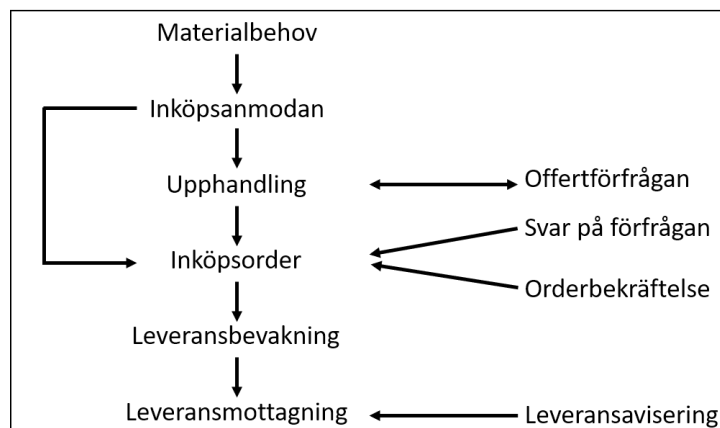 Materialbehov
Inköpsanmodan
Upphandling
Offertförfrågan
Svar på förfrågan
Inköpsorder
Orderbekräftelse
Leveransbevakning
Leveransmottagning
Leveransavisering